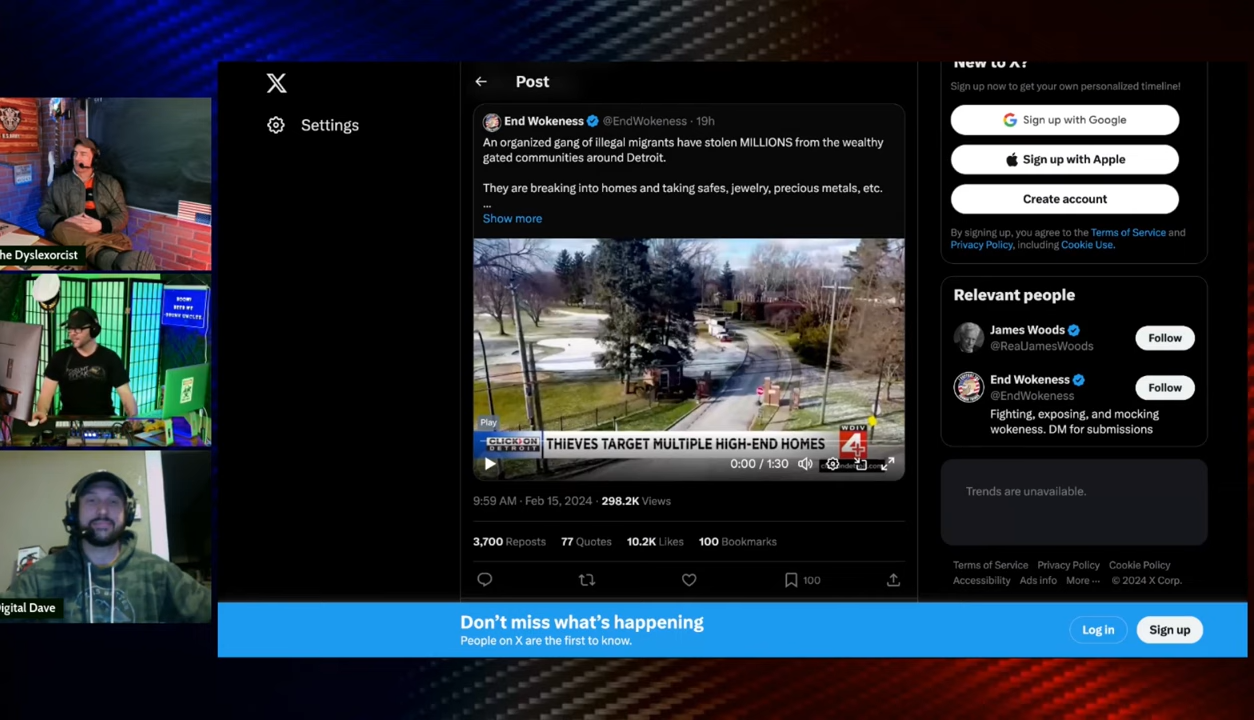 he Dyslexorcist
BOOM!
BEER ME
igital Dave
Settings
Post
End Wokeness @EndWokeness · 19h
An organized gang of illegal migrants have stolen MILLIONS from the wealthy
gated communities around Detroit.
They are breaking into homes and taking safes, jewelry, precious metals, etc.
...
Show more
Play
CLICK ON
DETROIT
THIEVES TARGET MULTIPLE HIGH-END HOMES
WDIV
4
0:00 / 1:30
9:59 AM · Feb 15, 2024 · 298.2K Views
3,700 Reposts 77 Quotes 10.2K Likes 100 Bookmarks
100
New to X?
Sign up now to get your own personalized timeline!
Sign up with Google
Sign up with Apple
Create account
By signing up, you agree to the Terms of Service and
Privacy Policy, including Cookie Use.
Relevant people
James Woods
@RealJamesWoods
Follow
End Wokeness
@EndWokeness
Follow
Fighting, exposing, and mocking
wokeness. DM for submissions
Trends are unavailable.
Terms of Service Privacy Policy Cookie Policy
Accessibility Ads info More ··· © 2024 X Corp.
Don't miss what's happening
People on X are the first to know.
Log in
Sign up